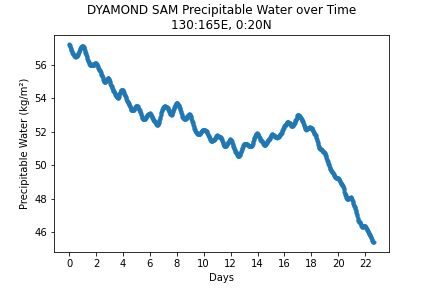 DYAMOND SAM Precipitable Water over Time
130:165E, 0:20N
Precipitable Water (kg/m²)
56
54
52
50
48
46
0 2 4 6 8 10 12 14 16 18 20 22
Days